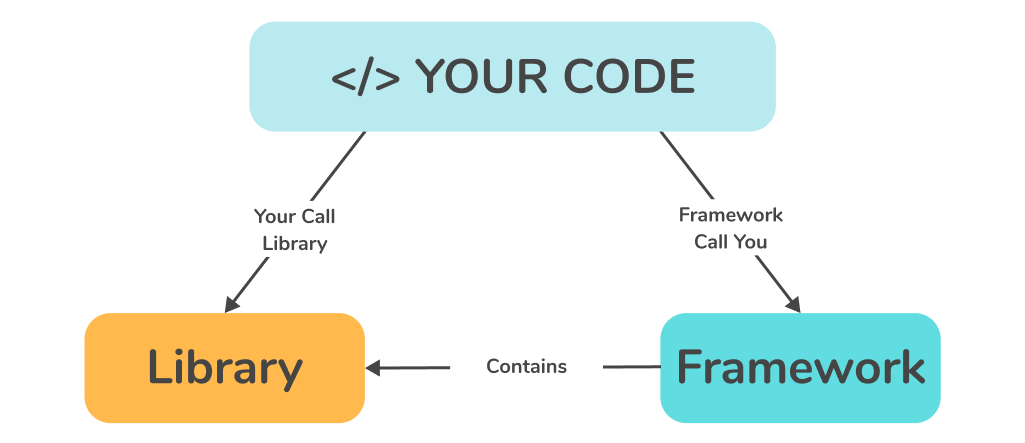 </> YOUR CODE
Your Call
Library
Framework
Call You
Library
Contains
Framework